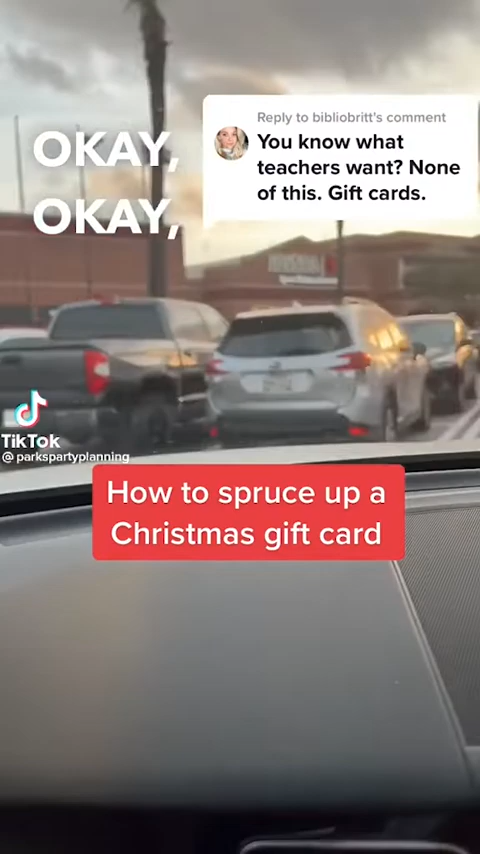 Reply to bibliobritt's comment
You know what
teachers want? None
of this. Gift cards.
OKAY,
OKAY,
TikTok
@ parkspartyplanning
How to spruce up a
Christmas gift card